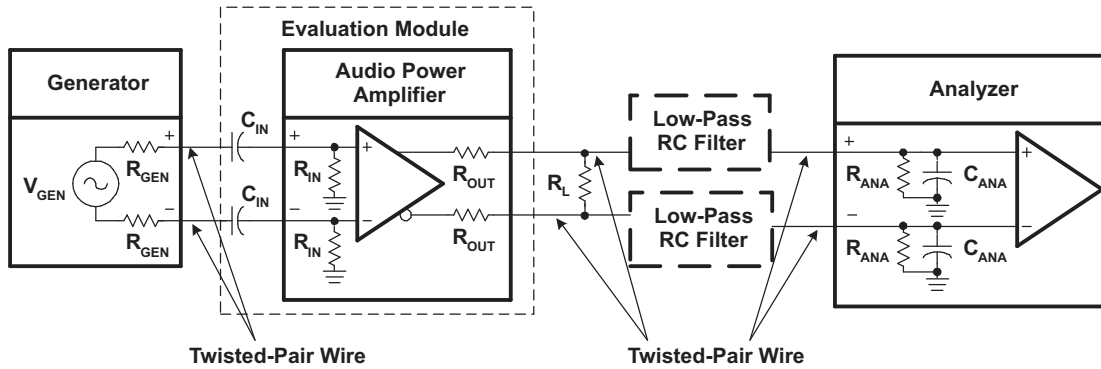 Evaluation Module
Generator
Audio Power
Amplifier
Low-Pass
RC Filter
Analyzer
C_IN
+
+
+
+
+
R_GEN
R_IN
R_OUT
R_L
R_ANA
C_ANA
V_GEN
−
C_IN
−
−
Low-Pass
RC Filter
−
−
R_GEN
R_IN
R_OUT
R_ANA
C_ANA
Twisted-Pair Wire
Twisted-Pair Wire